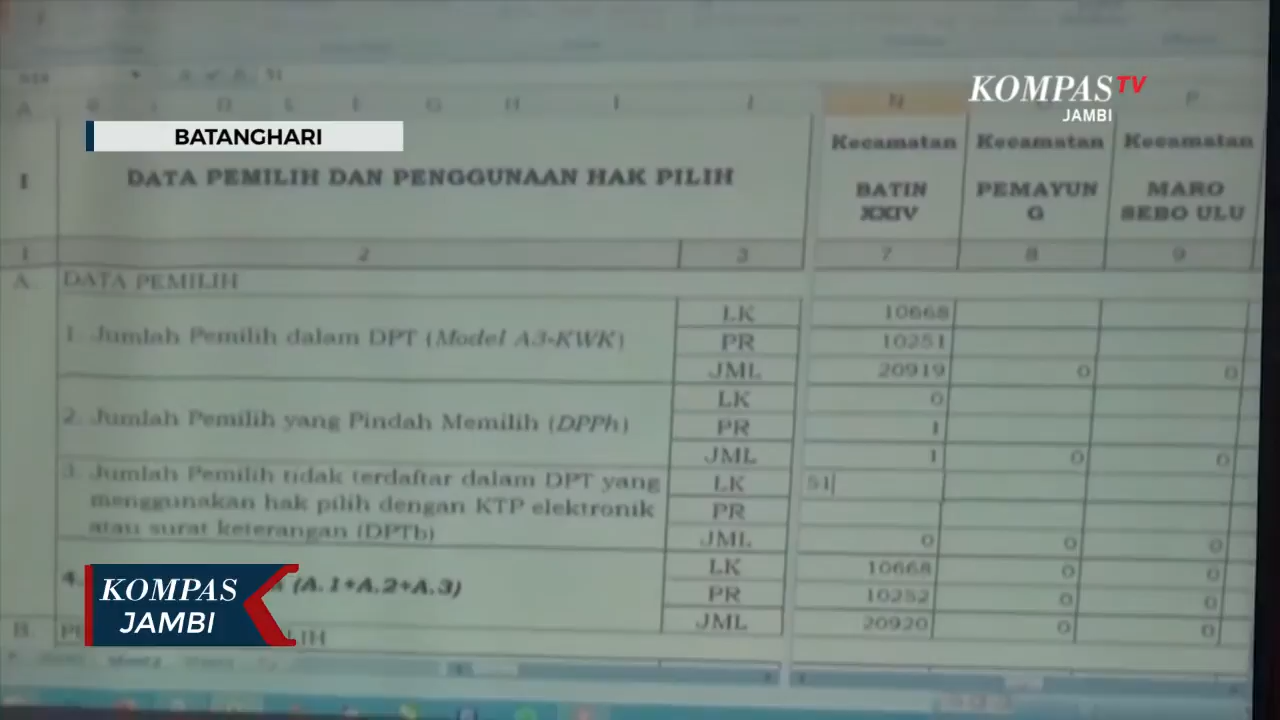 KOMPAS TV
JAMBI
BATANGHARI
51
I
DATA PEMILIH DAN PENGGUNAAN HAK PILIH
Kecamatan
BATIN
XXIV
Kecamatan
PEMAYUN
G
Kecamatan
MARO
SEBO ULU
1 2 3 7 8 9
A. DATA PEMILIH
1. Jumlah Pemilih dalam DPT (Model A3-KWK)
LK 10668
PR 10251
JML 20919 0 0
2. Jumlah Pemilih yang Pindah Memilih (DPPh)
LK 0
PR 1
JML 1 0 0
3. Jumlah Pemilih tidak terdaftar dalam DPT yang
menggunakan hak pilih dengan KTP elektronik
atau surat keterangan (DPTb)
LK 51
PR
JML 0 0 0
4. (A.1+A.2+A.3)
LK 10668 0 0
PR 10252 0 0
JML 20920 0 0
B.
KOMPAS
JAMBI